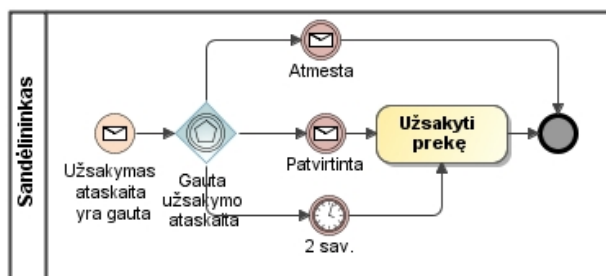 Sandėlininkas
Atmesta
Užsakymas
ataskaita
yra gauta
Gauta
užsakymo
ataskaita
Patvirtinta
Užsakyti
prekę
2 sav.